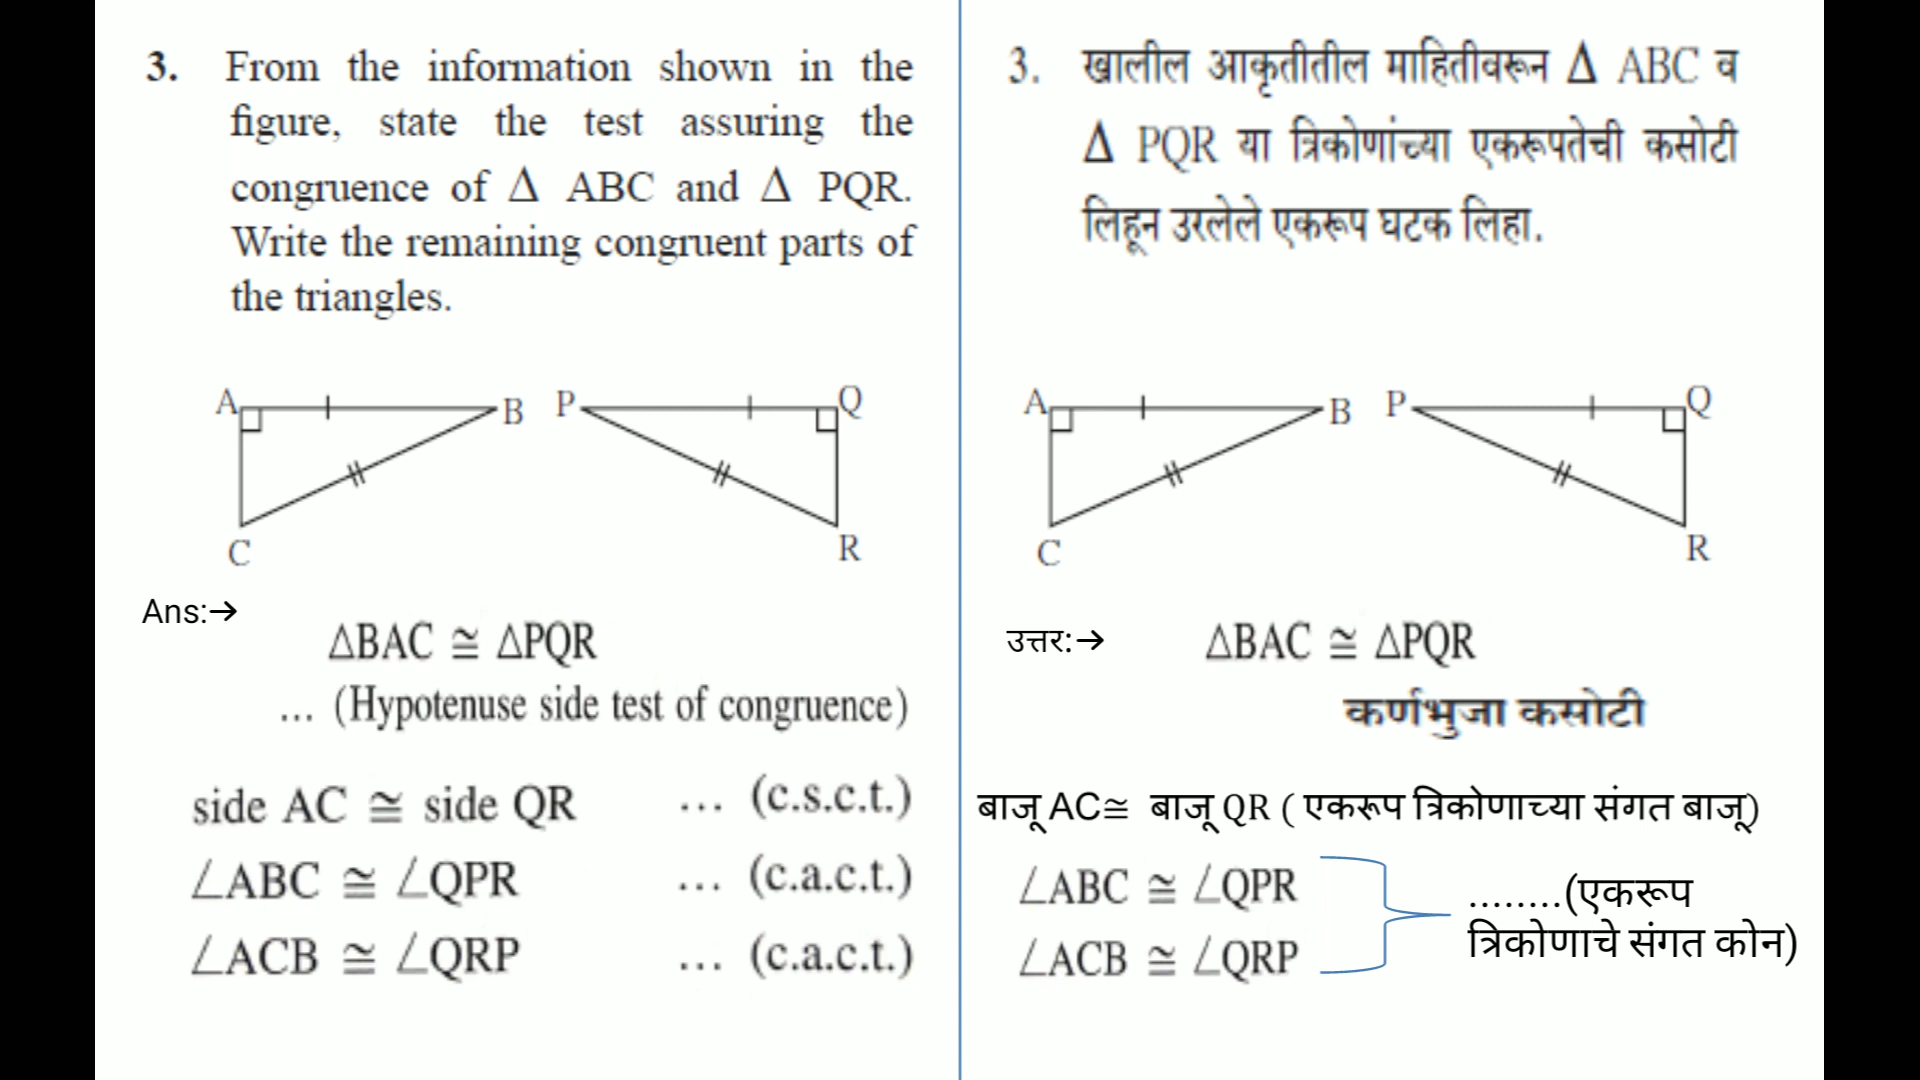 3. From the information shown in the
figure, state the test assuring the
congruence of Δ ABC and Δ PQR.
Write the remaining congruent parts of
the triangles.
A B P Q
C R
Ans:→
ΔBAC ≅ ΔPQR
... (Hypotenuse side test of congruence)
side AC ≅ side QR ... (c.s.c.t.)
∠ABC ≅ ∠QPR ... (c.a.c.t.)
∠ACB ≅ ∠QRP ... (c.a.c.t.)
3. खालील आकृतीतील माहितीवरून Δ ABC व
Δ PQR या त्रिकोणांच्या एकरूपतेची कसोटी
लिहून उरलेले एकरूप घटक लिहा.
A B P Q
C R
उत्तर:→ ΔBAC ≅ ΔPQR
कर्णभुजा कसोटी
बाजू AC≅ बाजू QR ( एकरूप त्रिकोणाच्या संगत बाजू)
∠ABC ≅ ∠QPR
∠ACB ≅ ∠QRP
........(एकरूप
त्रिकोणाचे संगत कोन)